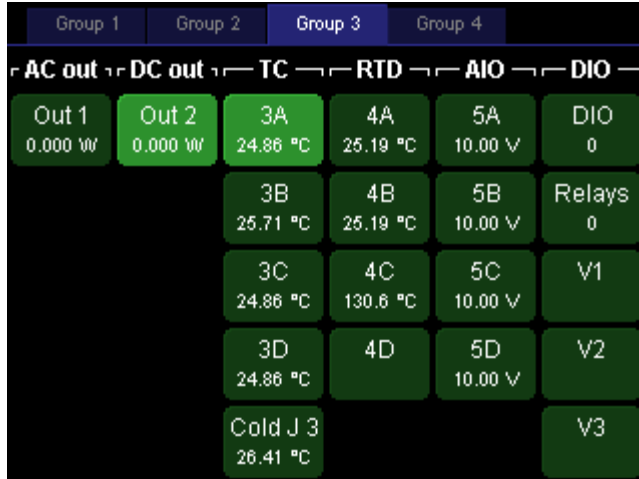 Group 1 Group 2 Group 3 Group 4
AC out DC out TC RTD AIO DIO
Out 1 Out 2 3A 4A 5A DIO
0.000 W 0.000 W 24.86 °C 25.19 °C 10.00 V 0
3B 4B 5B Relays
25.71 °C 25.19 °C 10.00 V 0
3C 4C 5C V1
24.86 °C 130.6 °C 10.00 V
3D 4D 5D V2
24.86 °C 10.00 V
Cold J 3 V3
26.41 °C